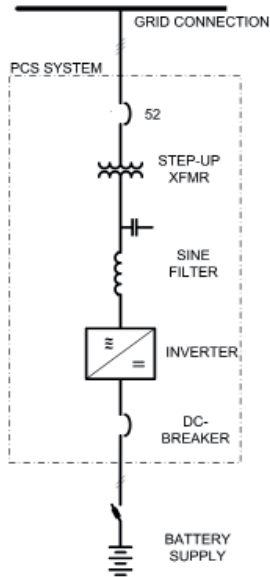 GRID CONNECTION
PCS SYSTEM
52
STEP-UP
XFMR
SINE
FILTER
INVERTER
DC-
BREAKER
BATTERY
SUPPLY